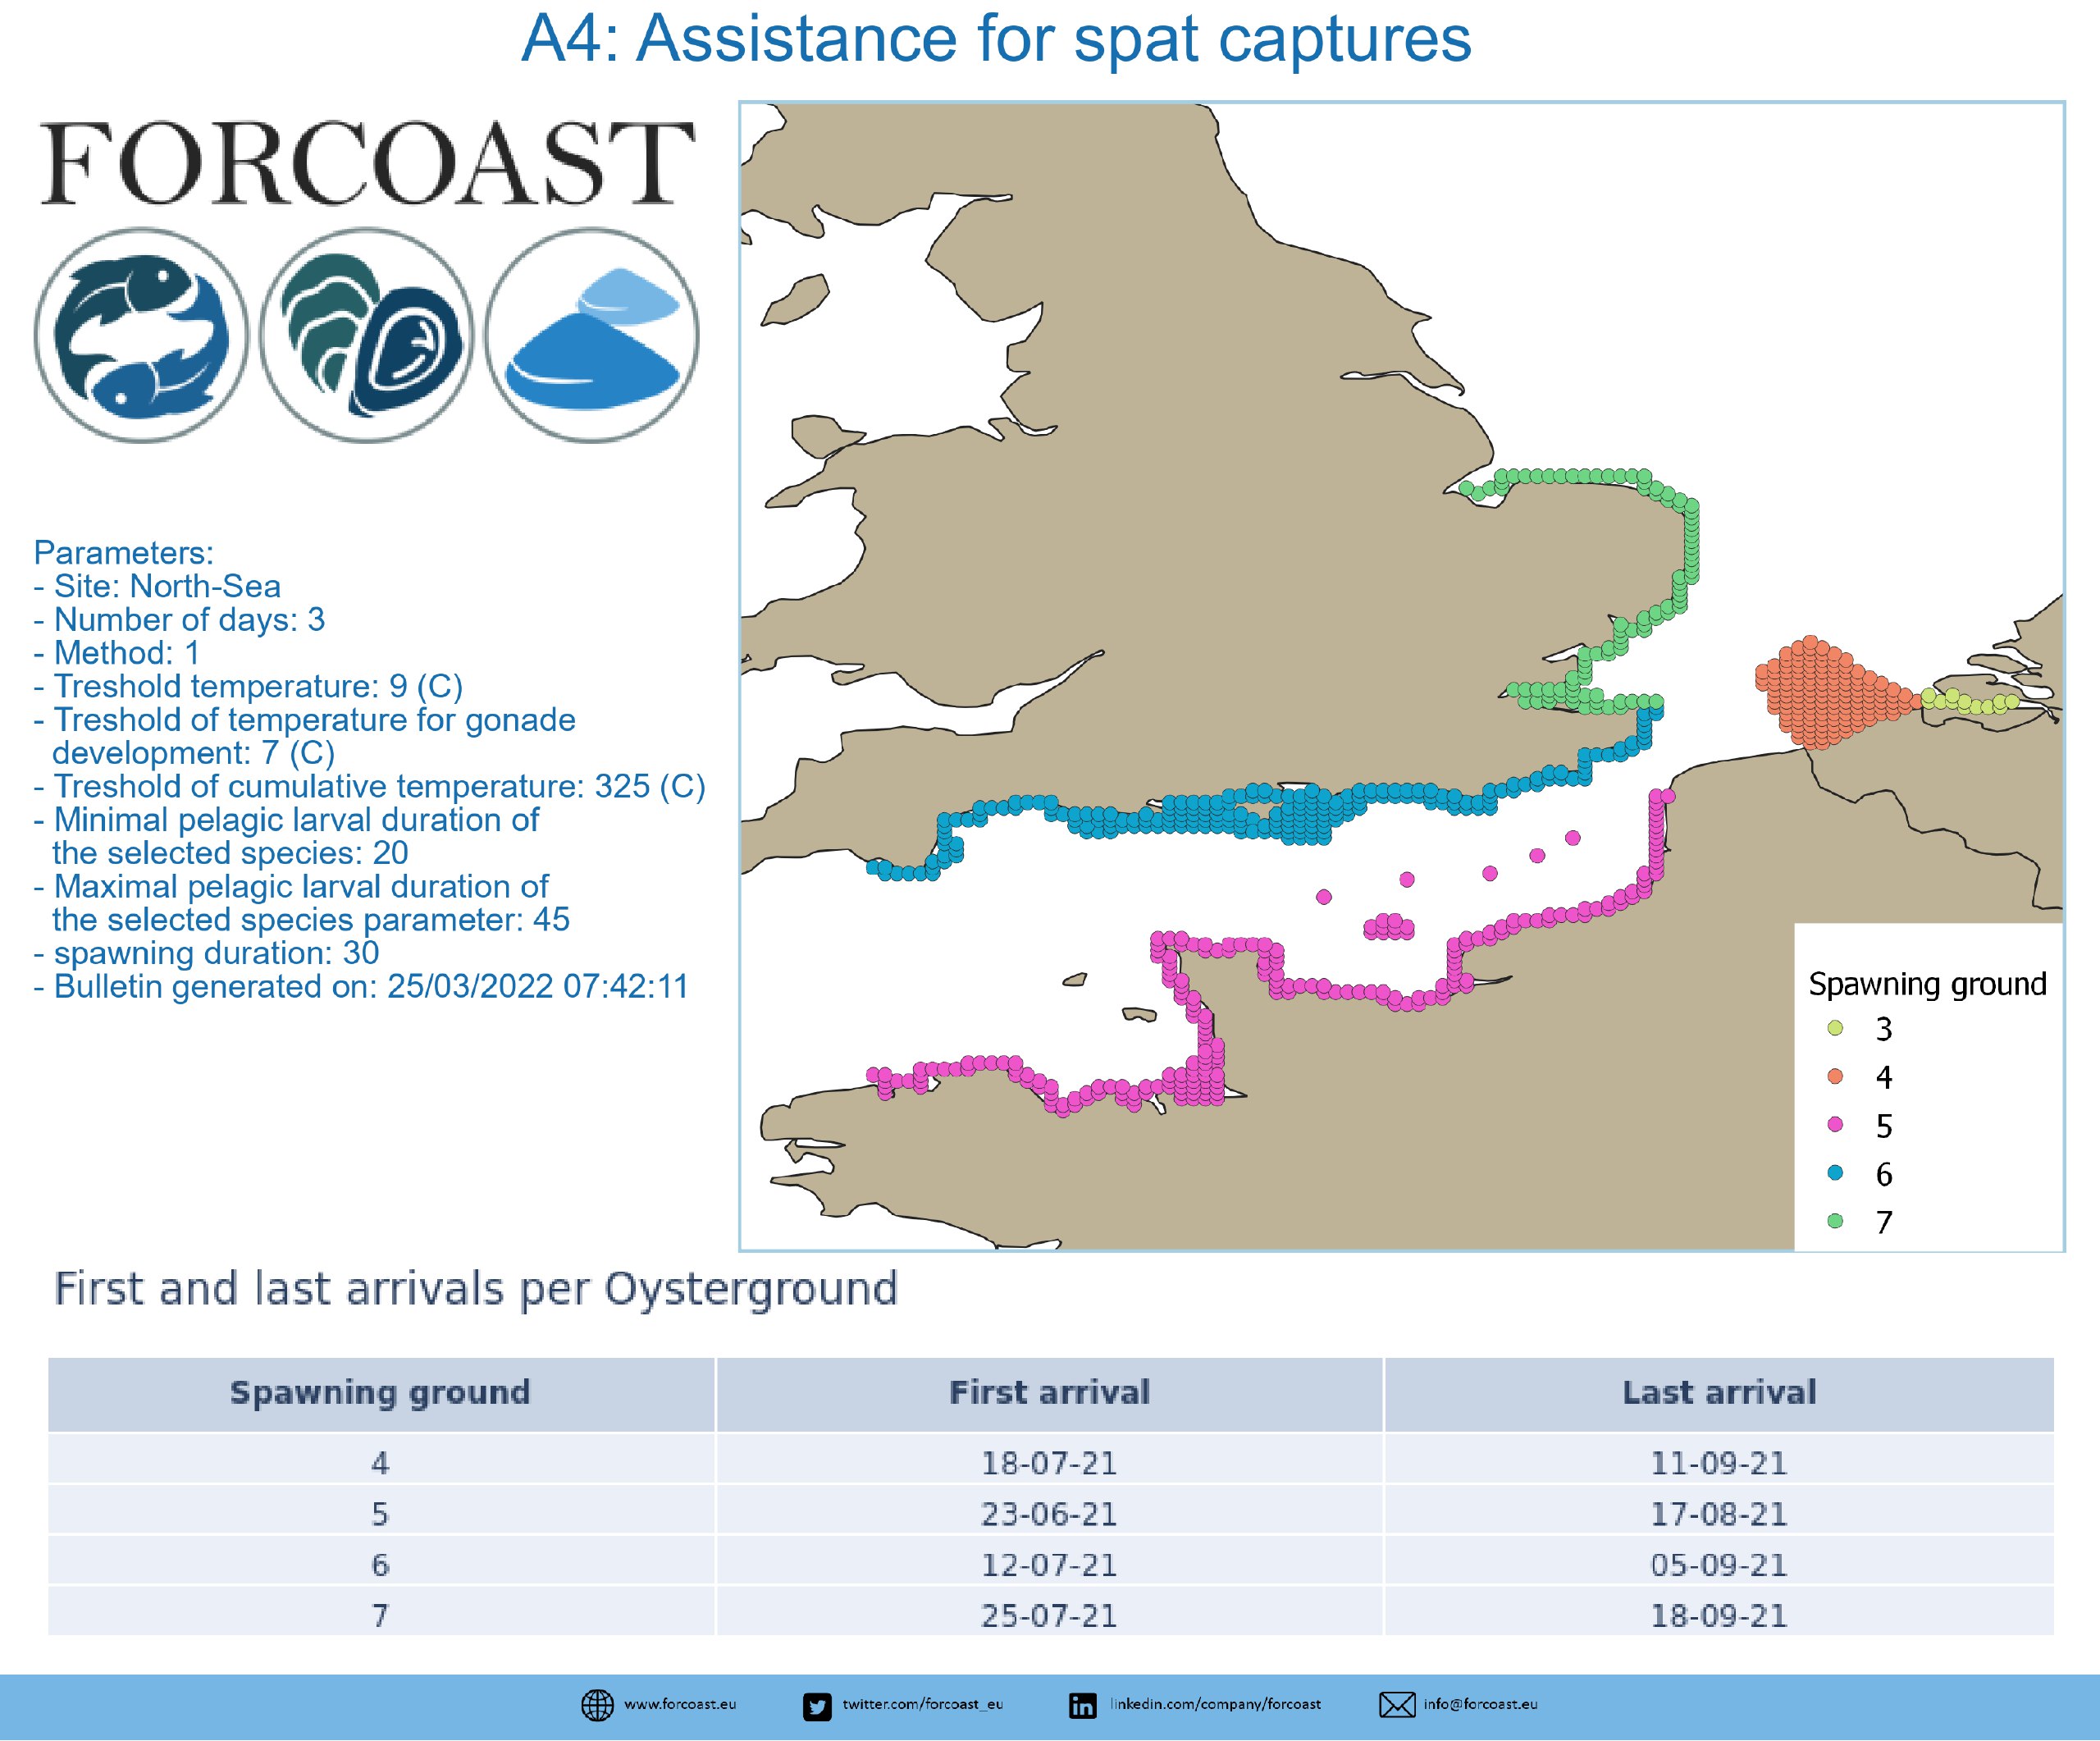 A4: Assistance for spat captures
FORCOAST
Parameters:
- Site: North-Sea
- Number of days: 3
- Method: 1
- Treshold temperature: 9 (C)
- Treshold of temperature for gonade
development: 7 (C)
- Treshold of cumulative temperature: 325 (C)
- Minimal pelagic larval duration of
the selected species: 20
- Maximal pelagic larval duration of
the selected species parameter: 45
- spawning duration: 30
- Bulletin generated on: 25/03/2022 07:42:11
Spawning ground
3
4
5
6
7
First and last arrivals per Oysterground
Spawning ground First arrival Last arrival
4 18-07-21 11-09-21
5 23-06-21 17-08-21
6 12-07-21 05-09-21
7 25-07-21 18-09-21
www.forcoast.eu twitter.com/forcoast_eu linkedin.com/company/forcoast info@forcoast.eu